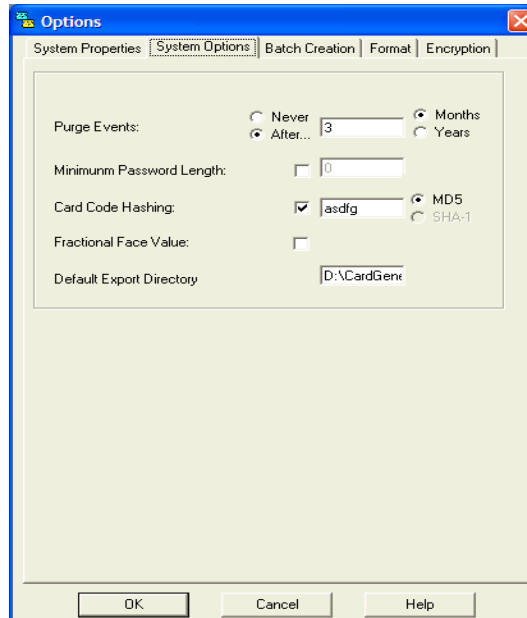 Options
System Properties System Options Batch Creation Format Encryption
Never Months
Purge Events: 3
After... Years
Minimunm Password Length: 0
Card Code Hashing: asdfg MD5
SHA-1
Fractional Face Value:
Default Export Directory D:\CardGene
OK Cancel Help